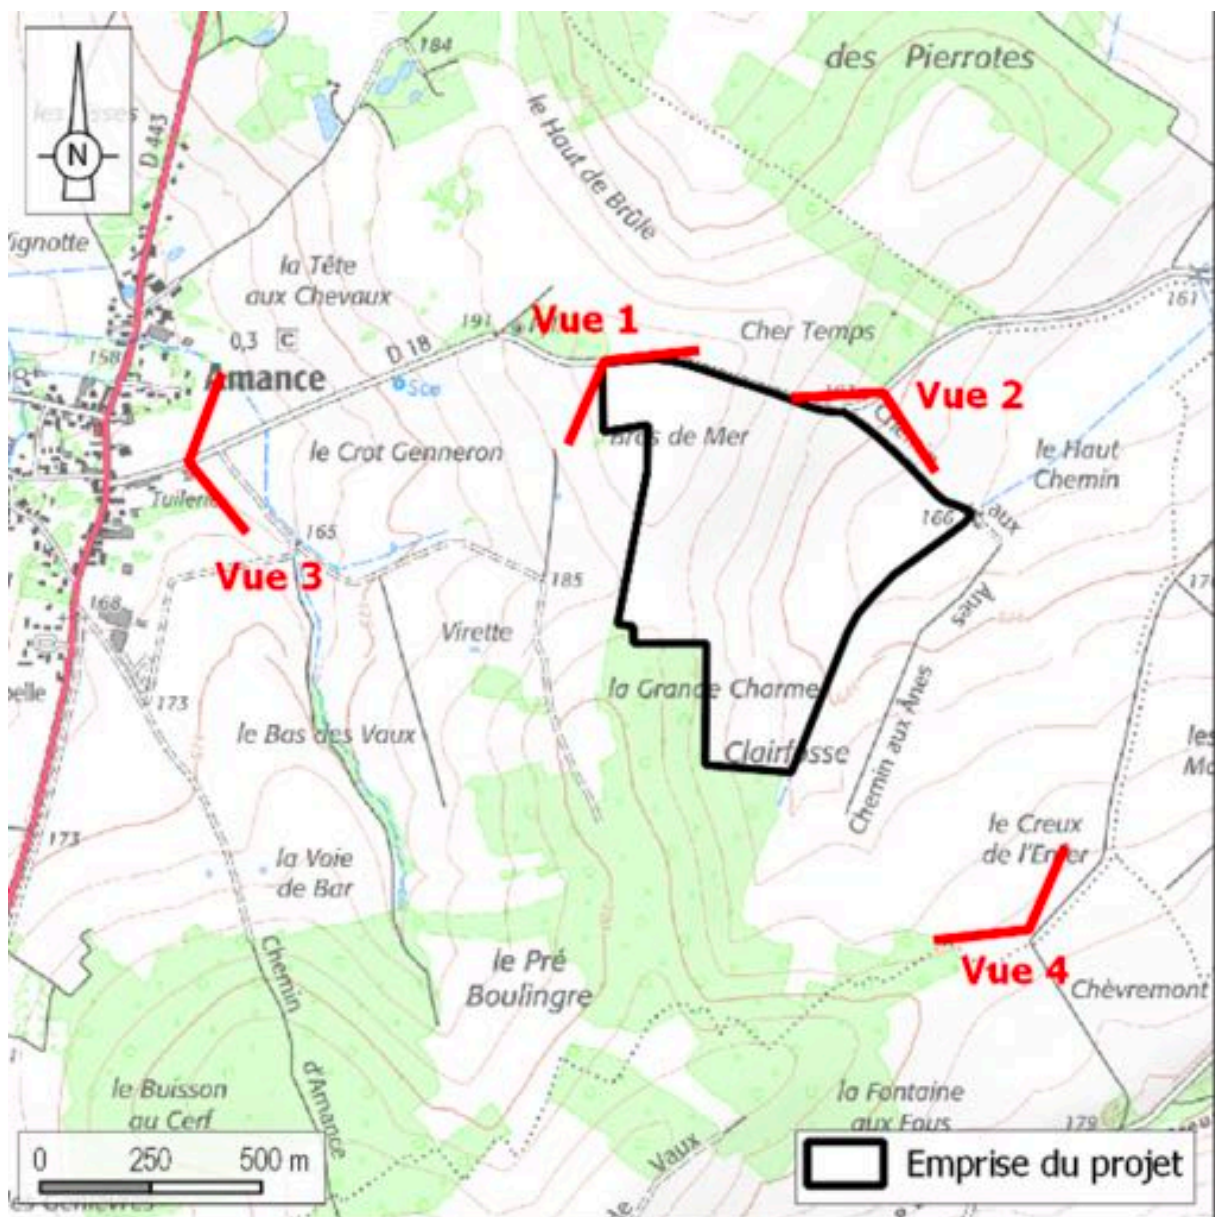 184
des Pierrotes
D 443
N
le Haut de Brûle
la Tête
aux Chevaux
161
191
Vue 1
Cher Temps
0,3 C
D 18
158
Amance
Sce
Vue 2
Bras de Mer
le Crot Genneron
le Haut
Chemin
Tuilerie
166
aux
165
Vue 3
185
Ânes
168
Virette
la Grande Charme
173
le Bas des Vaux
Clairfosse
Chemin aux Ânes
173
le Creux
de l'Enfer
la Voie
de Bar
Chemin
d'Amance
le Pré
Boulingre
Vue 4
Chèvremont
le Buisson
au Cerf
la Fontaine
aux Fous
179
0 250 500 m
Vaux
Emprise du projet